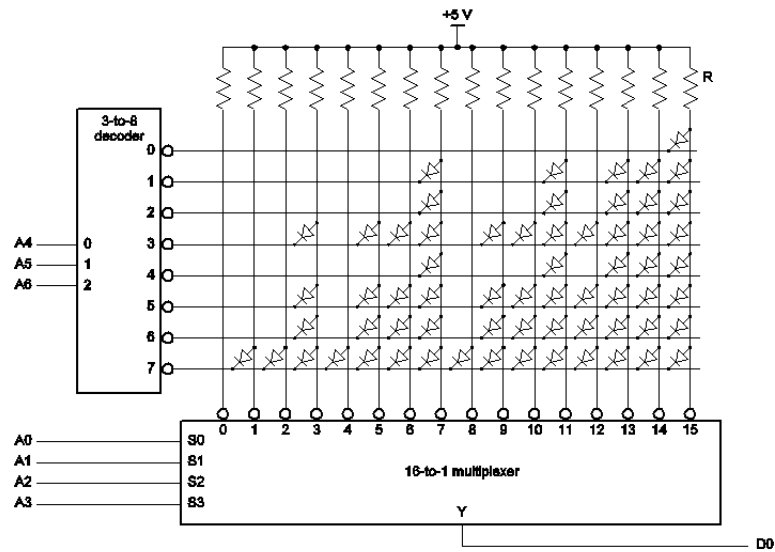 +5 V
R
3-to-8
decoder
0
1
2
3
4
5
6
7
A4
0
A5
1
A6
2
0 1 2 3 4 5 6 7 8 9 10 11 12 13 14 15
A0
S0
A1
S1
A2
S2
A3
S3
16-to-1 multiplexer
Y
D0